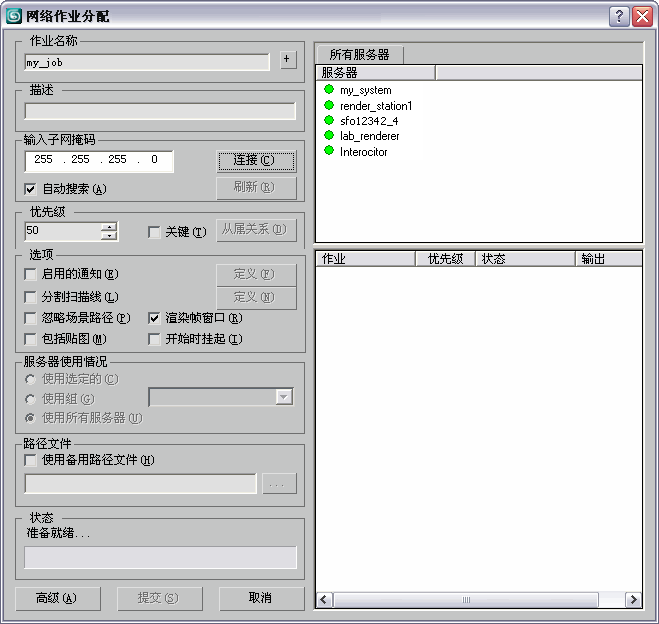 网络作业分配
作业名称
my_job
+
描述
输入子网掩码
255 . 255 . 255 . 0
连接(C)
自动搜索(A)
刷新(R)
优先级
50
关键(T)
从属关系(D)
选项
启用的通知(E)
定义(F)
分割扫描线(L)
定义(N)
忽略场景路径(P)
渲染帧窗口(R)
包括贴图(M)
开始时挂起(I)
服务器使用情况
使用选定的(C)
使用组(G)
使用所有服务器(U)
路径文件
使用备用路径文件(H)
...
状态
准备就绪...
高级(A)
提交(S)
取消
所有服务器
服务器
my_system
render_station1
sfo12342_4
lab_renderer
Interocitor
作业 优先级 状态 输出